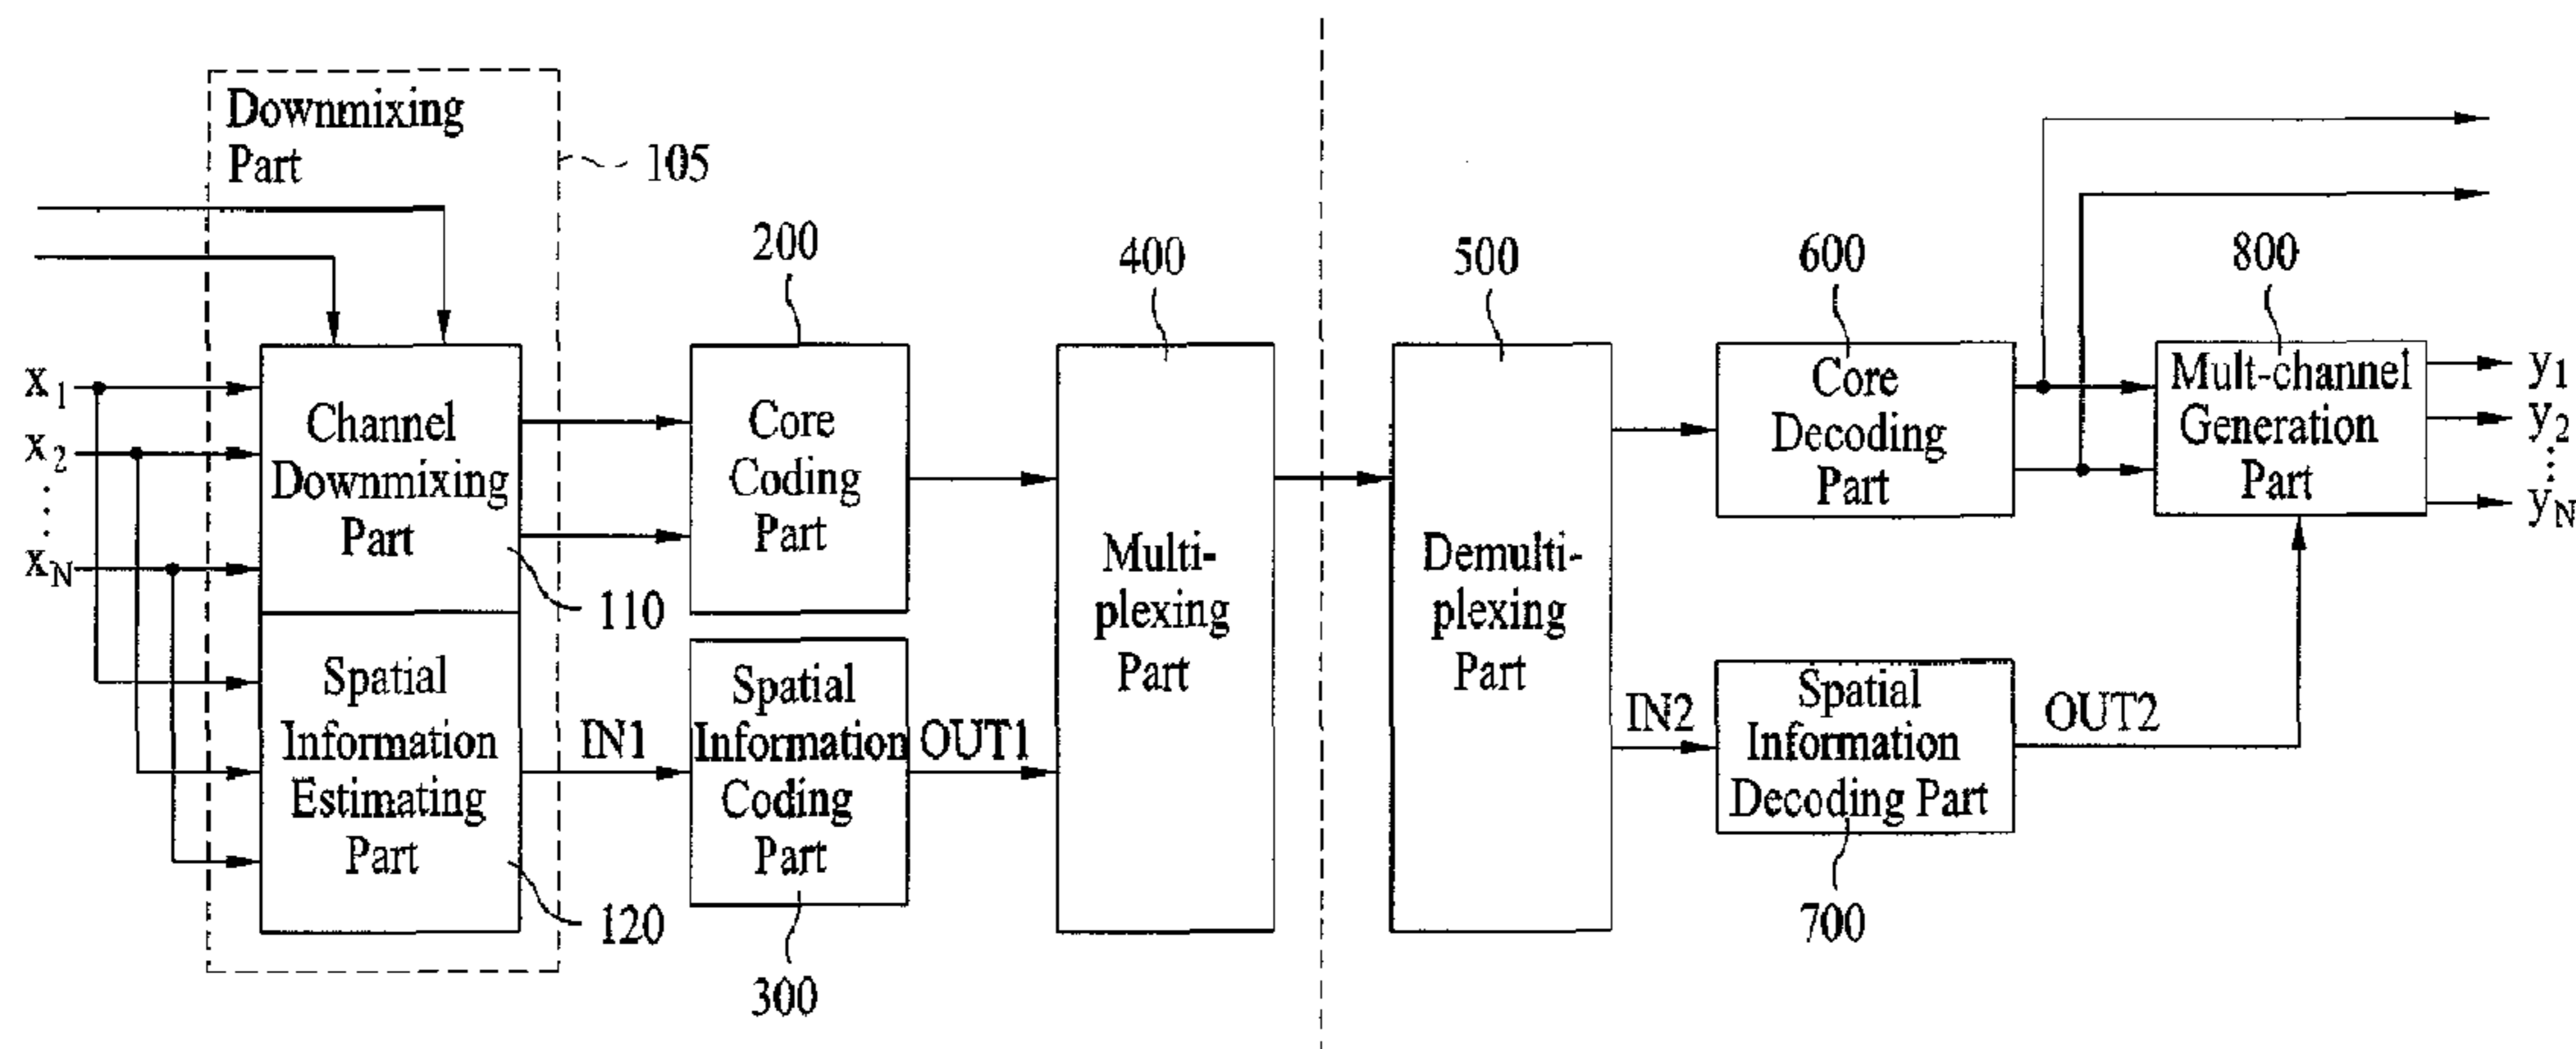 Downmixing
Part
105
200
400
500
600
800
x1
x2
xN
Channel
Downmixing
Part
110
Core
Coding
Part
Multi-
plexing
Part
Demulti-
plexing
Part
Core
Decoding
Part
Mult-channel
Generation
Part
y1
y2
yN
Spatial
Information
Estimating
Part
120
IN1
Spatial
Information
Coding
Part
300
OUT1
IN2
Spatial
Information
Decoding Part
700
OUT2